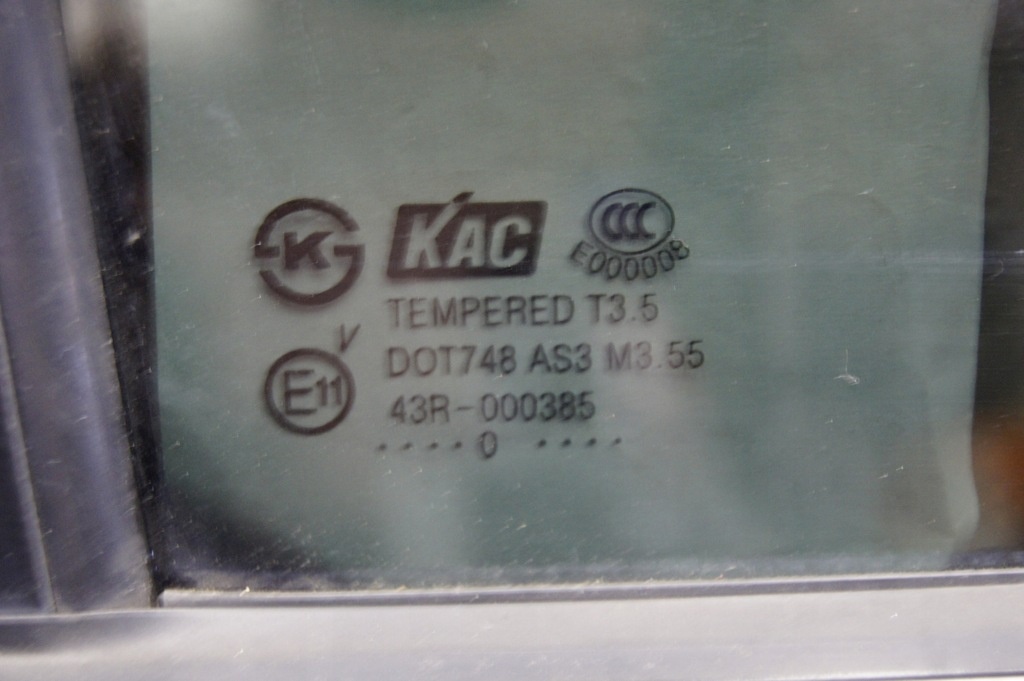 K KAC CCC
E000008
TEMPERED T3.5
V
DOT748 AS3 M3.55
E11
43R-000385
••••0 ••••